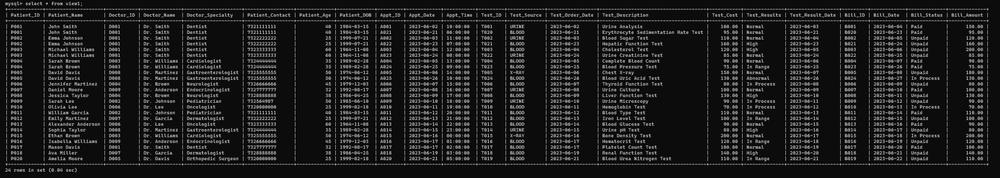 mysql> select * from view1;
| Patient_ID | Patient_Name | Doctor_ID | Doctor_Name | Doctor_Specialty | Patient_Contact | Patient_Age | Patient_DOB | Appt_ID | Appt_Date | Appt_Time | Test_ID | Test_Source | Test_Order_Date | Test_Description | Test_Cost | Test_Results | Test_Result_Date | Bill_ID | Bill_Date | Bill_Status | Bill_Amount |
| P001 | John Smith | D001 | Dr. Smith | Dentist | 7321111111 | 40 | 1984-03-15 | A001 | 2023-06-02 | 10:00:00 | T001 | URINE | 2023-06-02 | Urine Analysis | 100.00 | Normal | 2023-06-03 | B001 | 2023-06-04 | Paid | 150.00 |
| P001 | John Smith | D001 | Dr. Smith | Dentist | 7321111111 | 40 | 1984-03-15 | A021 | 2023-06-21 | 06:00:00 | T020 | BLOOD | 2023-06-21 | Erythrocyte Sedimentation Rate Test | 95.00 | Normal | 2023-06-21 | B020 | 2023-06-23 | Paid | 95.00 |
| P002 | Emma Johnson | D001 | Dr. Smith | Dentist | 7322222222 | 25 | 1999-07-21 | A002 | 2023-06-03 | 11:00:00 | T002 | URINE | 2023-06-03 | Blood Sugar Test | 110.00 | Normal | 2023-06-04 | B002 | 2023-06-05 | Unpaid | 120.00 |
| P002 | Emma Johnson | D001 | Dr. Smith | Dentist | 7322222222 | 25 | 1999-07-21 | A022 | 2023-06-23 | 07:00:00 | T021 | BLOOD | 2023-06-23 | Hepatic Function Test | 160.00 | High | 2023-06-23 | B021 | 2023-06-24 | Unpaid | 160.00 |
| P003 | Michael Williams | D001 | Dr. Smith | Dentist | 7323333333 | 60 | 1964-11-08 | A003 | 2023-06-04 | 12:00:00 | T003 | BLOOD | 2023-06-04 | Cholesterol Test | 120.00 | High | 2023-06-05 | B003 | 2023-06-06 | Unpaid | 200.00 |
| P003 | Michael Williams | D001 | Dr. Smith | Dentist | 7323333333 | 60 | 1964-11-08 | A023 | 2023-06-24 | 08:00:00 | T022 | URINE | 2023-06-24 | Urine Creatinine Test | 85.00 | Normal | 2023-06-24 | B022 | 2023-06-25 | Unpaid | 85.00 |
| P004 | Sarah Brown | D003 | Dr. Williams | Cardiologist | 7324444444 | 35 | 1989-02-28 | A004 | 2023-06-05 | 13:00:00 | T004 | BLOOD | 2023-06-05 | Complete Blood Count | 90.00 | Normal | 2023-06-06 | B004 | 2023-06-07 | Paid | 90.00 |
| P004 | Sarah Brown | D003 | Dr. Williams | Cardiologist | 7324444444 | 35 | 1989-02-28 | A024 | 2023-06-25 | 09:00:00 | T023 | BLOOD | 2023-06-25 | Blood Pressure Test | 75.00 | In Range | 2023-06-25 | B023 | 2023-06-26 | Paid | 75.00 |
| P005 | David Davis | D008 | Dr. Martinez | Gastroenterologist | 7325555555 | 50 | 1974-06-12 | A005 | 2023-06-06 | 14:00:00 | T005 | X-RAY | 2023-06-06 | Chest X-ray | 150.00 | Normal | 2023-06-07 | B005 | 2023-06-08 | Unpaid | 180.00 |
| P005 | David Davis | D008 | Dr. Martinez | Gastroenterologist | 7325555555 | 50 | 1974-06-12 | A025 | 2023-06-26 | 10:00:00 | T024 | BLOOD | 2023-06-26 | Blood Uric Acid Test | 130.00 | Abnormal | 2023-06-26 | B024 | 2023-06-27 | In Process | 130.00 |
| P006 | Jennifer Martinez | D004 | Dr. Brown | Neurologist | 7326666666 | 45 | 1979-12-03 | A006 | 2023-06-07 | 15:00:00 | T006 | BLOOD | 2023-06-07 | Thyroid Function Test | 80.00 | In Process | 2023-06-08 | B006 | 2023-06-09 | Unpaid | 80.00 |
| P007 | Daniel Moore | D009 | Dr. Anderson | Endocrinologist | 7327777777 | 32 | 1992-08-17 | A007 | 2023-06-08 | 16:00:00 | T007 | URINE | 2023-06-08 | Urine Culture | 100.00 | Normal | 2023-06-09 | B007 | 2023-06-10 | Paid | 100.00 |
| P008 | Jessica Taylor | D004 | Dr. Brown | Neurologist | 7328888888 | 38 | 1986-04-25 | A008 | 2023-06-09 | 17:00:00 | T008 | BLOOD | 2023-06-09 | Liver Function Test | 130.00 | High | 2023-06-10 | B008 | 2023-06-11 | Unpaid | 130.00 |
| P009 | Sarah Lee | D002 | Dr. Johnson | Pediatrician | 732564987 | 50 | 1985-06-10 | A009 | 2023-06-10 | 18:00:00 | T009 | URINE | 2023-06-10 | Urine Microscopy | 90.00 | In Process | 2023-06-11 | B009 | 2023-06-12 | Unpaid | 90.00 |
| P010 | Olivia Lee | D006 | Dr. Lee | Oncologist | 7320000000 | 25 | 1999-02-18 | A010 | 2023-06-11 | 19:00:00 | T010 | BLOOD | 2023-06-11 | Hemoglobin Test | 70.00 | In Process | 2023-06-12 | B010 | 2023-06-13 | In Process | 70.00 |
| P011 | William Garcia | D002 | Dr. Johnson | Pediatrician | 7321111111 | 40 | 1984-03-15 | A011 | 2023-06-12 | 20:00:00 | T011 | BLOOD | 2023-06-12 | Blood Type Test | 110.00 | Normal | 2023-06-13 | B011 | 2023-06-14 | Paid | 110.00 |
| P012 | Emily Martinez | D007 | Dr. Garcia | Dermatologist | 7322222222 | 25 | 1999-07-21 | A012 | 2023-06-13 | 21:00:00 | T012 | BLOOD | 2023-06-13 | Iron Level Test | 100.00 | In Range | 2023-06-14 | B012 | 2023-06-15 | Unpaid | 100.00 |
| P013 | Alexander Anderson | D006 | Dr. Lee | Oncologist | 7323333333 | 60 | 1964-11-08 | A013 | 2023-06-14 | 22:00:00 | T013 | BLOOD | 2023-06-14 | Blood Glucose Test | 90.00 | Normal | 2023-06-15 | B013 | 2023-06-16 | Paid | 90.00 |
| P014 | Sophia Taylor | D008 | Dr. Martinez | Gastroenterologist | 7324444444 | 35 | 1989-02-28 | A014 | 2023-06-15 | 23:00:00 | T014 | URINE | 2023-06-15 | Urine pH Test | 80.00 | High | 2023-06-16 | B014 | 2023-06-17 | Unpaid | 80.00 |
| P015 | Ethan Brown | D003 | Dr. Williams | Cardiologist | 7325555555 | 50 | 1974-06-12 | A015 | 2023-06-16 | 00:00:00 | T015 | X-RAY | 2023-06-16 | Bone Density Test | 200.00 | Normal | 2023-06-17 | B015 | 2023-06-18 | In Process | 200.00 |
| P016 | Isabella Williams | D009 | Dr. Anderson | Endocrinologist | 7326666666 | 45 | 1979-12-03 | A016 | 2023-06-17 | 01:00:00 | T016 | BLOOD | 2023-06-17 | Hematocrit Test | 120.00 | In Range | 2023-06-18 | B016 | 2023-06-19 | Unpaid | 120.00 |
| P017 | Mason Davis | D001 | Dr. Smith | Dentist | 7327777777 | 32 | 1992-08-17 | A017 | 2023-06-17 | 02:00:00 | T017 | BLOOD | 2023-06-17 | Platelet Count Test | 100.00 | Normal | 2023-06-19 | B017 | 2023-06-20 | Paid | 100.00 |
| P018 | Ava Miller | D007 | Dr. Garcia | Dermatologist | 7328888888 | 38 | 1986-04-25 | A018 | 2023-06-19 | 03:00:00 | T018 | BLOOD | 2023-06-19 | Renal Function Test | 140.00 | High | 2023-06-20 | B018 | 2023-06-21 | Unpaid | 140.00 |
| P020 | Amelia Moore | D005 | Dr. Davis | Orthopedic Surgeon | 7320000000 | 25 | 1999-02-18 | A020 | 2023-06-21 | 05:00:00 | T019 | BLOOD | 2023-06-21 | Blood Urea Nitrogen Test | 110.00 | In Range | 2023-06-21 | B019 | 2023-06-22 | Unpaid | 110.00 |
24 rows in set (0.04 sec)